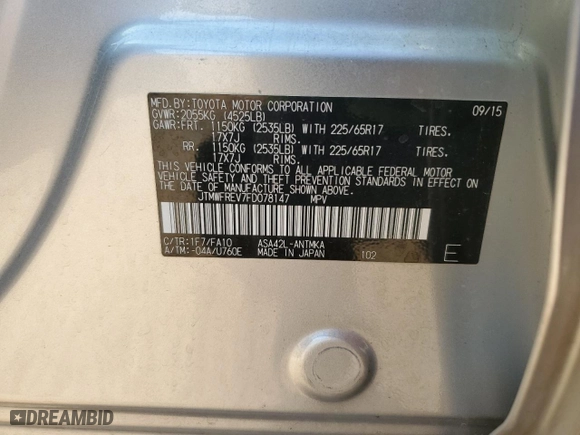 MFD.BY:TOYOTA MOTOR CORPORATION 09/15
GVWR:2055KG (4525LB)
GAWR:FRT. 1150KG (2535LB) WITH 225/65R17 TIRES.
17X7J RIMS.
RR. 1150KG (2535LB) WITH 225/65R17 TIRES.
17X7J RIMS.
THIS VEHICLE CONFORMS TO ALL APPLICABLE FEDERAL MOTOR
VEHICLE SAFETY AND THEFT PREVENTION STANDARDS IN EFFECT
ON THE DATE OF MANUFACTURE SHOWN ABOVE.
JTMWFREV7FD078147 MPV
C/TR:1F7/FA10 ASA42L-ANTMKA
A/TM:-04A/U760E MADE IN JAPAN 102 E
DREAMBID